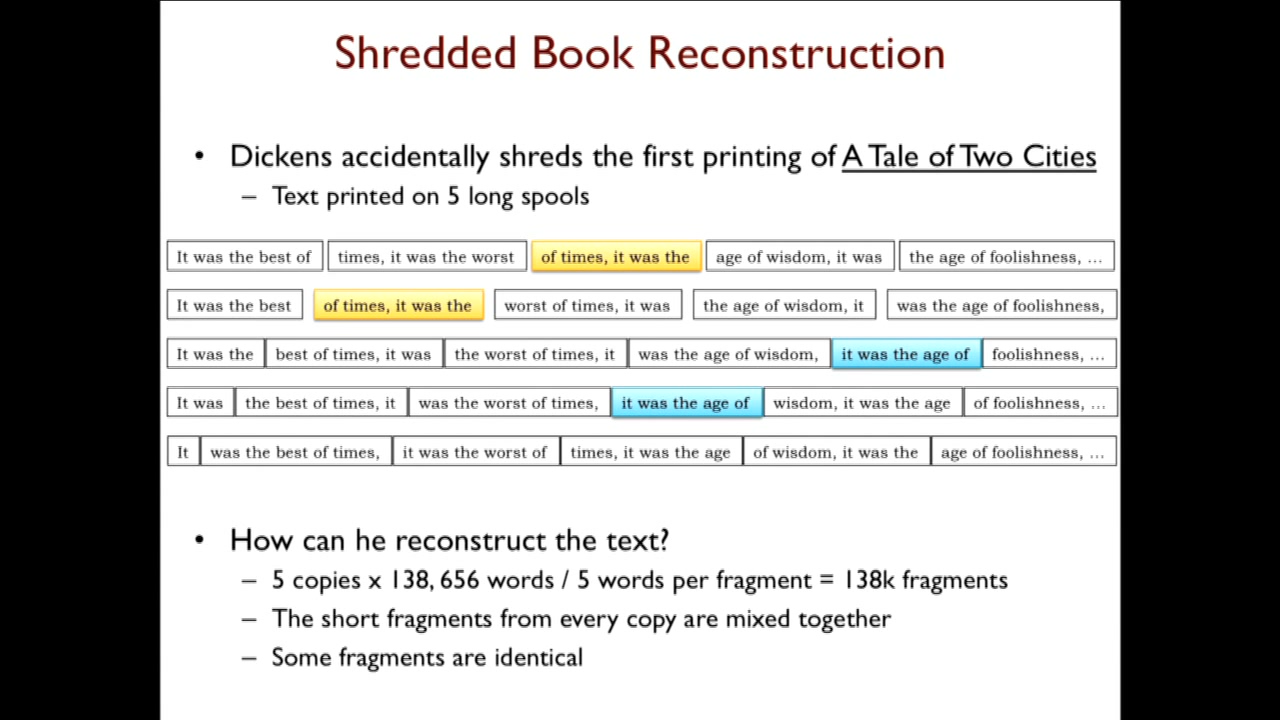 Shredded Book Reconstruction
• Dickens accidentally shreds the first printing of A Tale of Two Cities
– Text printed on 5 long spools
It was the best of times, it was the worst of times, it was the age of wisdom, it was the age of foolishness, ...
It was the best of times, it was the worst of times, it was the age of wisdom, it was the age of foolishness,
It was the best of times, it was the worst of times, it was the age of wisdom, it was the age of foolishness, ...
It was the best of times, it was the worst of times, it was the age of wisdom, it was the age of foolishness, ...
It was the best of times, it was the worst of times, it was the age of wisdom, it was the age of foolishness, ...
• How can he reconstruct the text?
– 5 copies x 138, 656 words / 5 words per fragment = 138k fragments
– The short fragments from every copy are mixed together
– Some fragments are identical